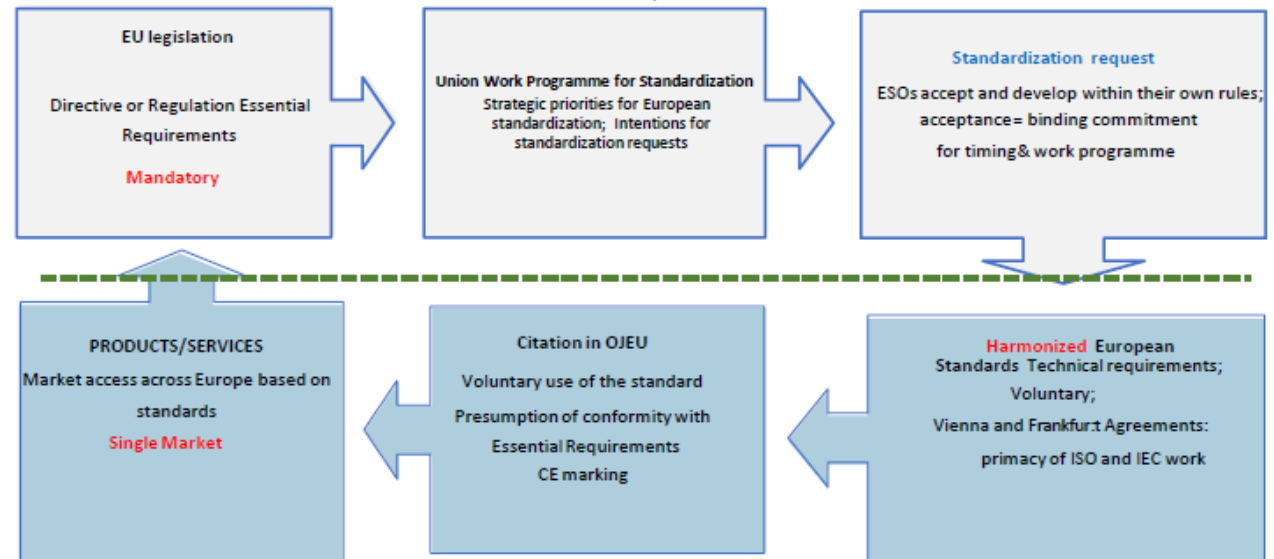 EU legislation
Directive or Regulation Essential
Requirements
Mandatory
Union Work Programme for Standardization
Strategic priorities for European
standardization; Intentions for
standardization requests
Standardization request
ESOs accept and develop within their own rules;
acceptance= binding commitment
for timing& work programme
Harmonized European
Standards Technical requirements;
Voluntary;
Vienna and Frankfur:t Agreements:
primacy of ISO and IEC work
Citation in OJEU
Voluntary use of the standard
Presumption of conformity with
Essential Requirements
CE marking
PRODUCTS/SERVICES
Market access across Europe based on
standards
Single Market